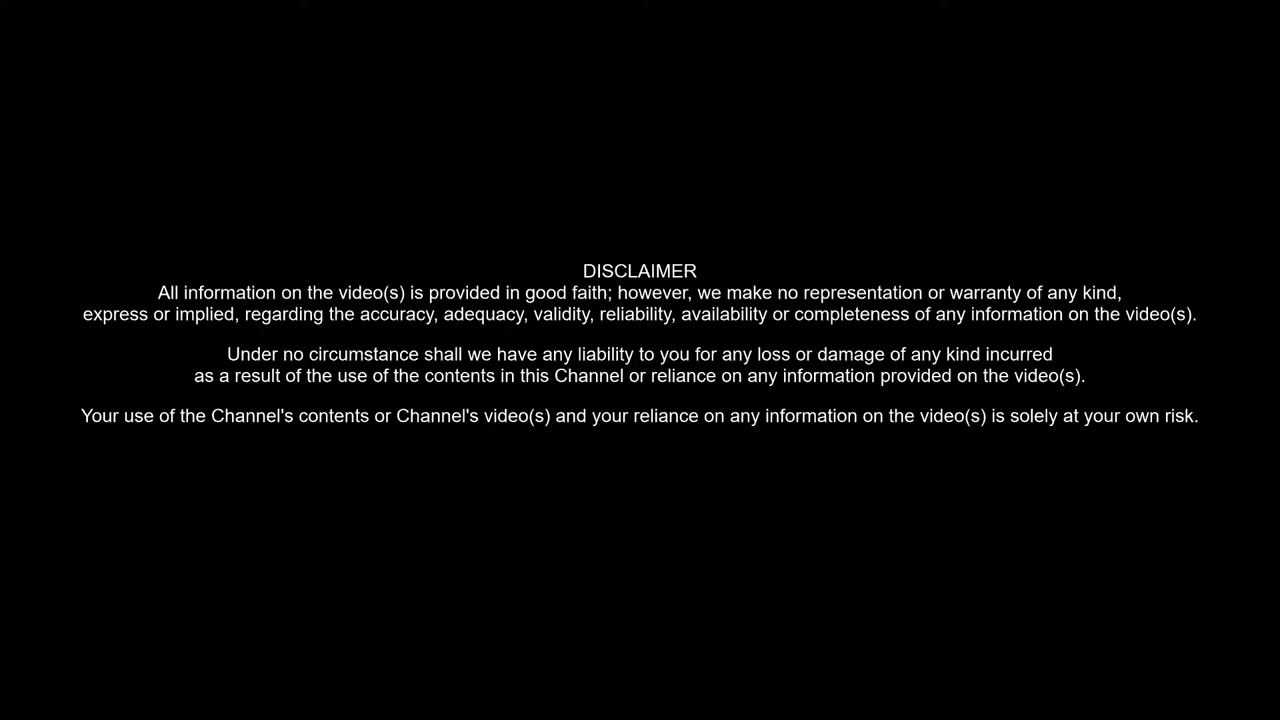 DISCLAIMER
All information on the video(s) is provided in good faith; however, we make no representation or warranty of any kind,
express or implied, regarding the accuracy, adequacy, validity, reliability, availability or completeness of any information on the video(s).
Under no circumstance shall we have any liability to you for any loss or damage of any kind incurred
as a result of the use of the contents in this Channel or reliance on any information provided on the video(s).
Your use of the Channel's contents or Channel's video(s) and your reliance on any information on the video(s) is solely at your own risk.